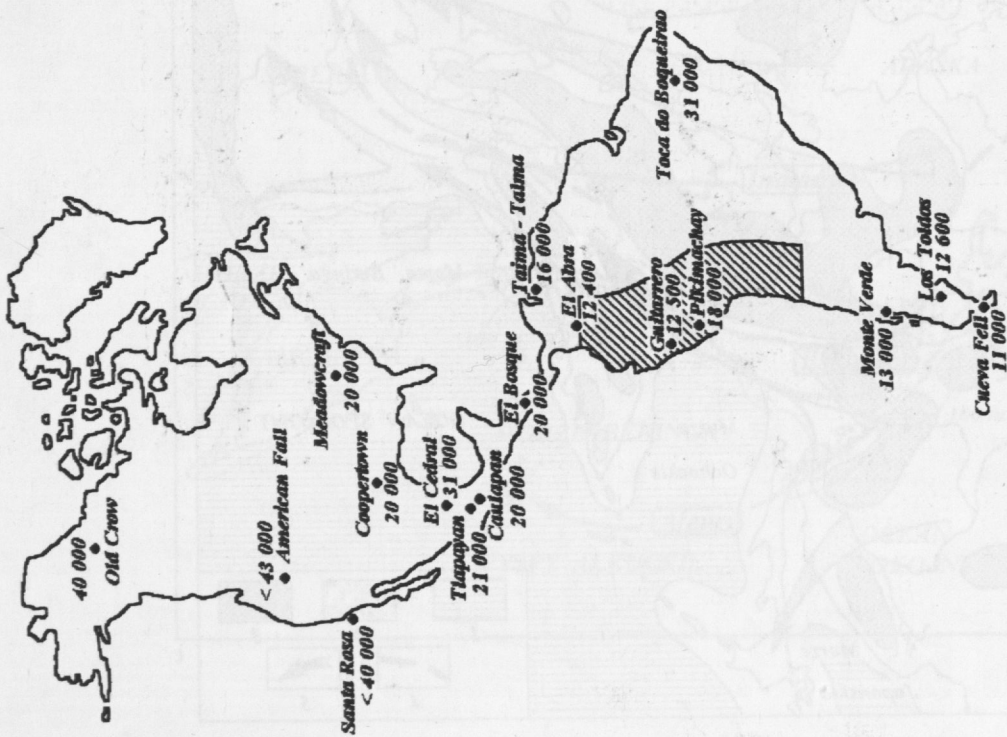 40 000
Old Crow
< 43 000
American Fall
Meadowcraft
20 000
Santa Rosa
< 40 000
Coopertown
20 000
El Cedral
31 000
Tlapapan
21 000
Caulapan
20 000
El Bosque
20 000
Taima - Taima
16 000
El Abra
12 400
Toca do Boqueirao
31 000
Guitarrero
12 500
Pikimachay
18 000
Monte Verde
13 000
Los Toldos
12 600
Cueva Fell
11 000